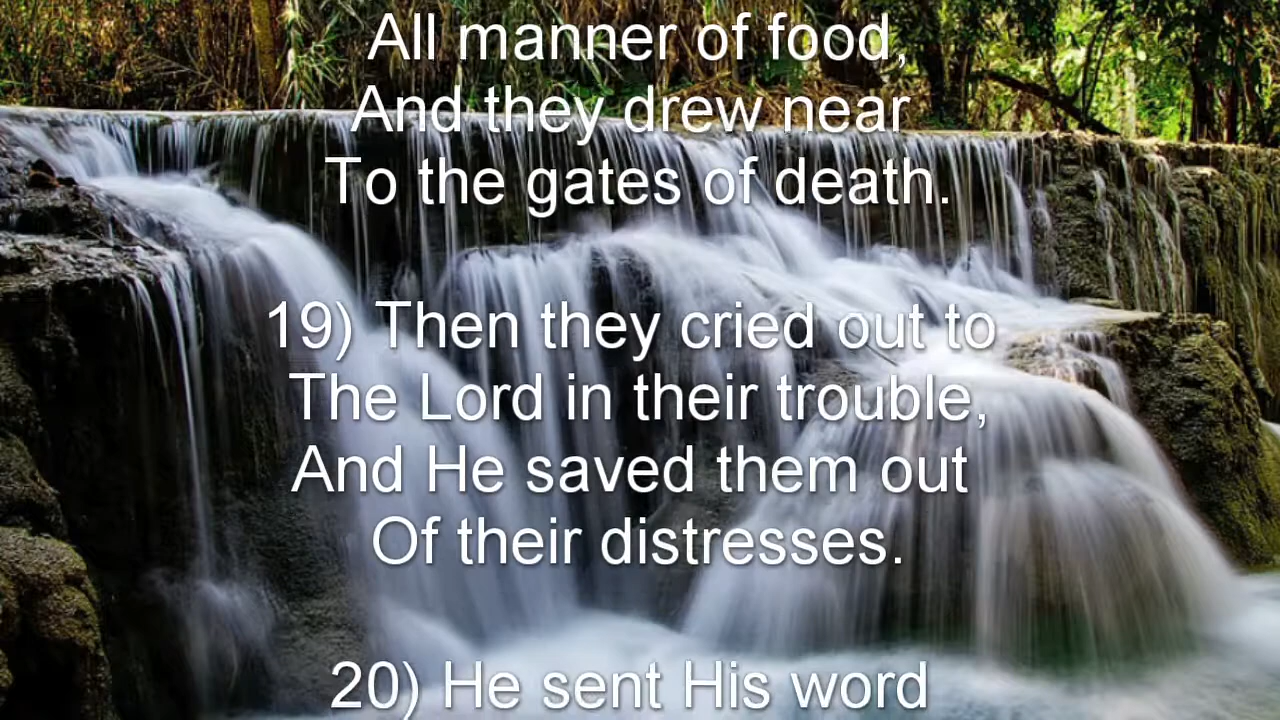 All manner of food,
And they drew near
To the gates of death.
19) Then they cried out to
The Lord in their trouble,
And He saved them out
Of their distresses.
20) He sent His word